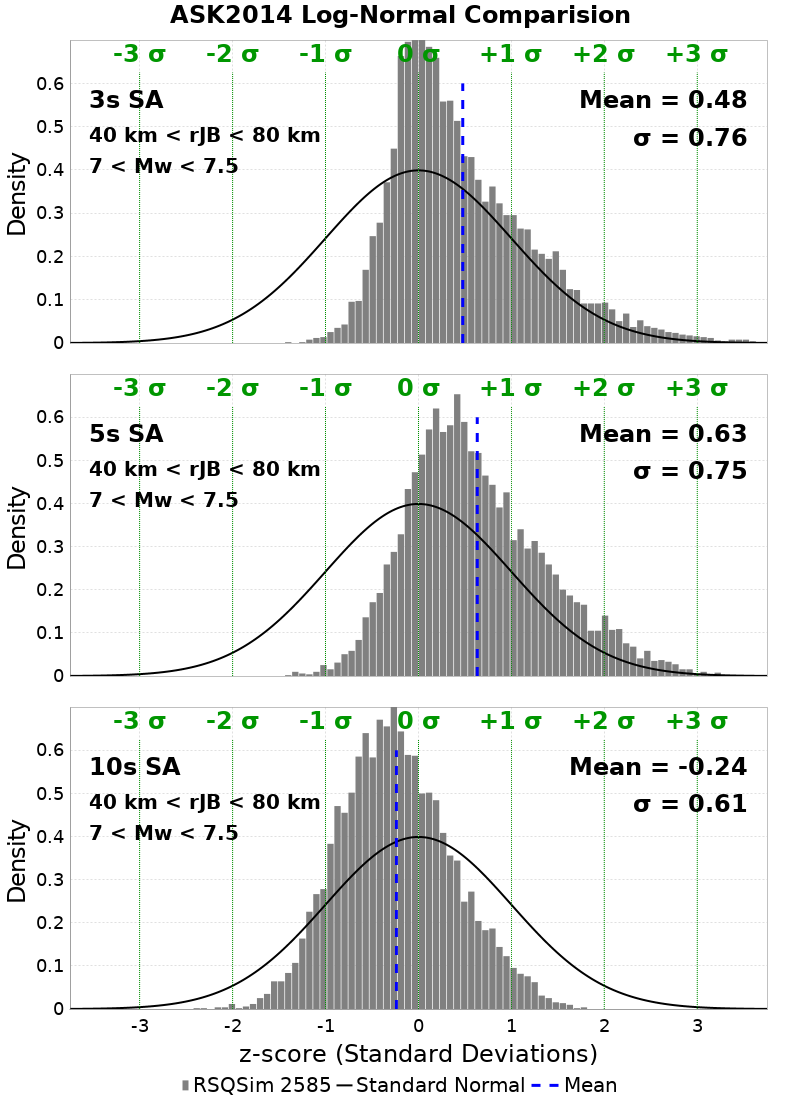 ASK2014 Log-Normal Comparision
-3 σ -2 σ -1 σ 0 σ +1 σ +2 σ +3 σ
3s SA
40 km < rJB < 80 km
7 < Mw < 7.5
Mean = 0.48
σ = 0.76
Density
0.6
0.5
0.4
0.3
0.2
0.1
0
-3 σ -2 σ -1 σ 0 σ +1 σ +2 σ +3 σ
5s SA
40 km < rJB < 80 km
7 < Mw < 7.5
Mean = 0.63
σ = 0.75
Density
0.6
0.5
0.4
0.3
0.2
0.1
0
-3 σ -2 σ -1 σ 0 σ +1 σ +2 σ +3 σ
10s SA
40 km < rJB < 80 km
7 < Mw < 7.5
Mean = -0.24
σ = 0.61
Density
0.6
0.5
0.4
0.3
0.2
0.1
0
-3 -2 -1 0 1 2 3
z-score (Standard Deviations)
RSQSim 2585 Standard Normal Mean